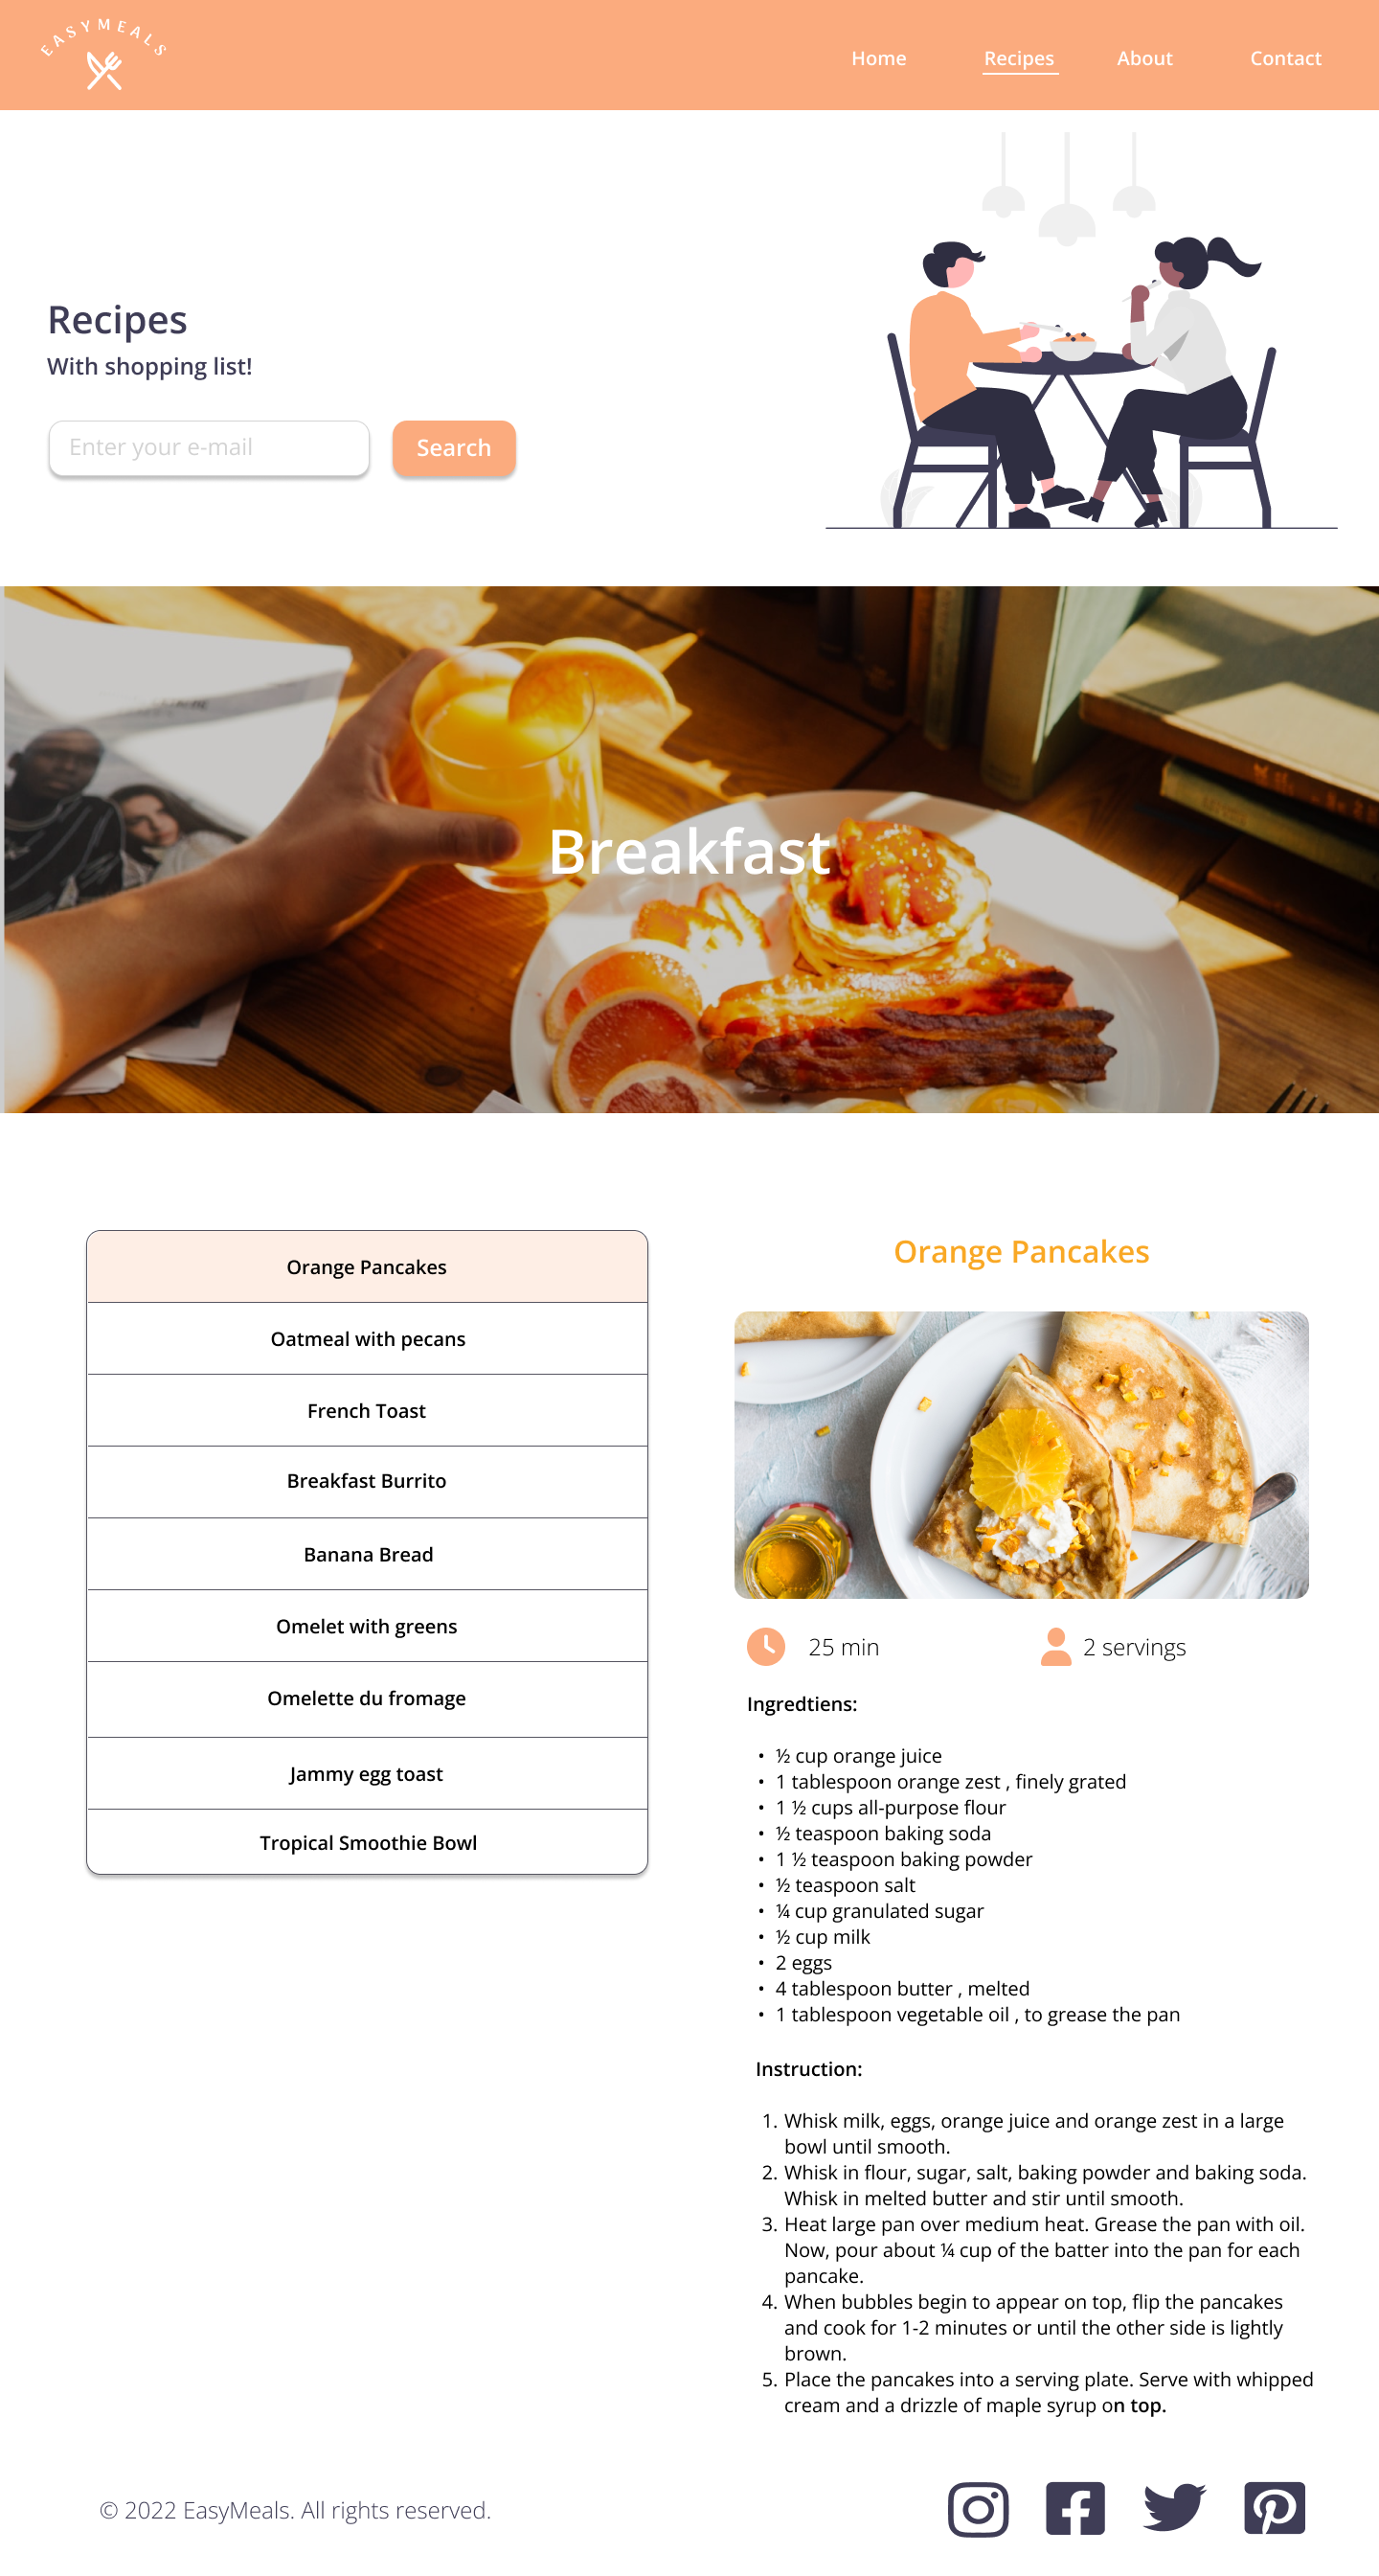 EASYMEALS
Home Recipes About Contact
Recipes
With shopping list!
Enter your e-mail Search
Breakfast
Orange Pancakes
Oatmeal with pecans
French Toast
Breakfast Burrito
Banana Bread
Omelet with greens
Omelette du fromage
Jammy egg toast
Tropical Smoothie Bowl
Orange Pancakes
25 min 2 servings
Ingredtiens:
• ½ cup orange juice
• 1 tablespoon orange zest , finely grated
• 1 ½ cups all-purpose flour
• ½ teaspoon baking soda
• 1 ½ teaspoon baking powder
• ½ teaspoon salt
• ¼ cup granulated sugar
• ½ cup milk
• 2 eggs
• 4 tablespoon butter , melted
• 1 tablespoon vegetable oil , to grease the pan
Instruction:
1. Whisk milk, eggs, orange juice and orange zest in a large
bowl until smooth.
2. Whisk in flour, sugar, salt, baking powder and baking soda.
Whisk in melted butter and stir until smooth.
3. Heat large pan over medium heat. Grease the pan with oil.
Now, pour about ¼ cup of the batter into the pan for each
pancake.
4. When bubbles begin to appear on top, flip the pancakes
and cook for 1-2 minutes or until the other side is lightly
brown.
5. Place the pancakes into a serving plate. Serve with whipped
cream and a drizzle of maple syrup on top.
© 2022 EasyMeals. All rights reserved.